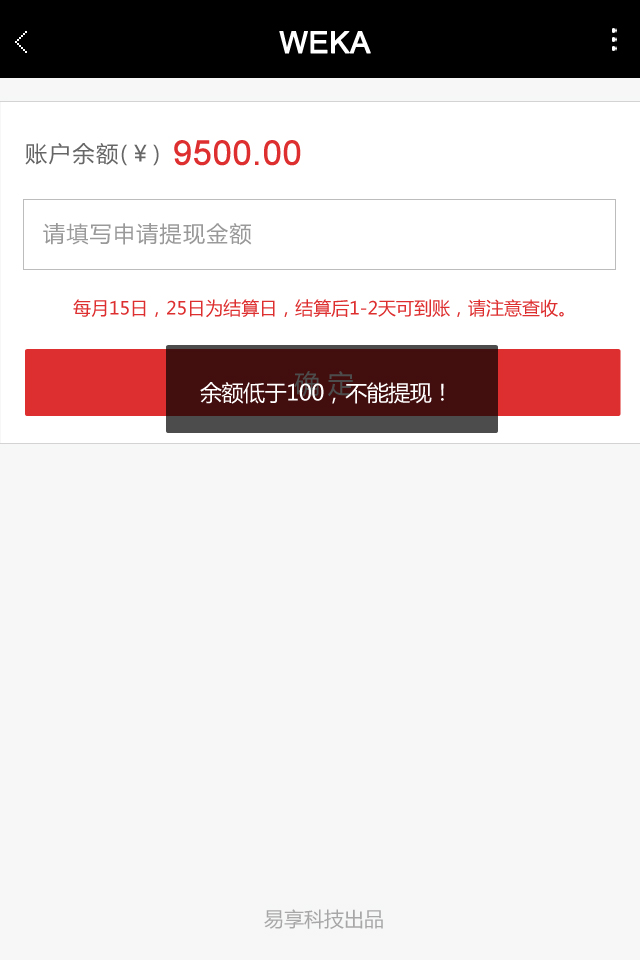 WEKA
账户余额(¥) 9500.00
请填写申请提现金额
每月15日，25日为结算日，结算后1-2天可到账，请注意查收。
确 定
余额低于100，不能提现！
易享科技出品